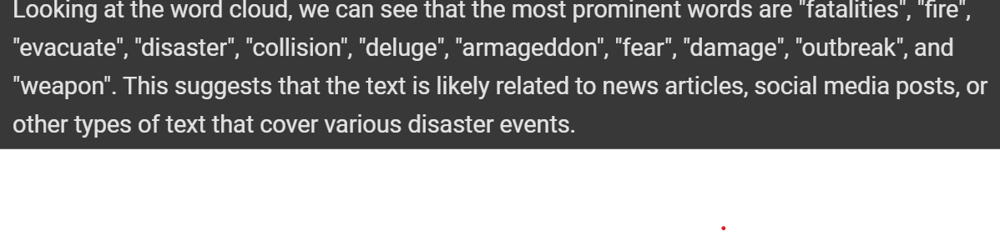 Looking at the word cloud, we can see that the most prominent words are "fatalities", "fire",
"evacuate", "disaster", "collision", "deluge", "armageddon", "fear", "damage", "outbreak", and
"weapon". This suggests that the text is likely related to news articles, social media posts, or
other types of text that cover various disaster events.